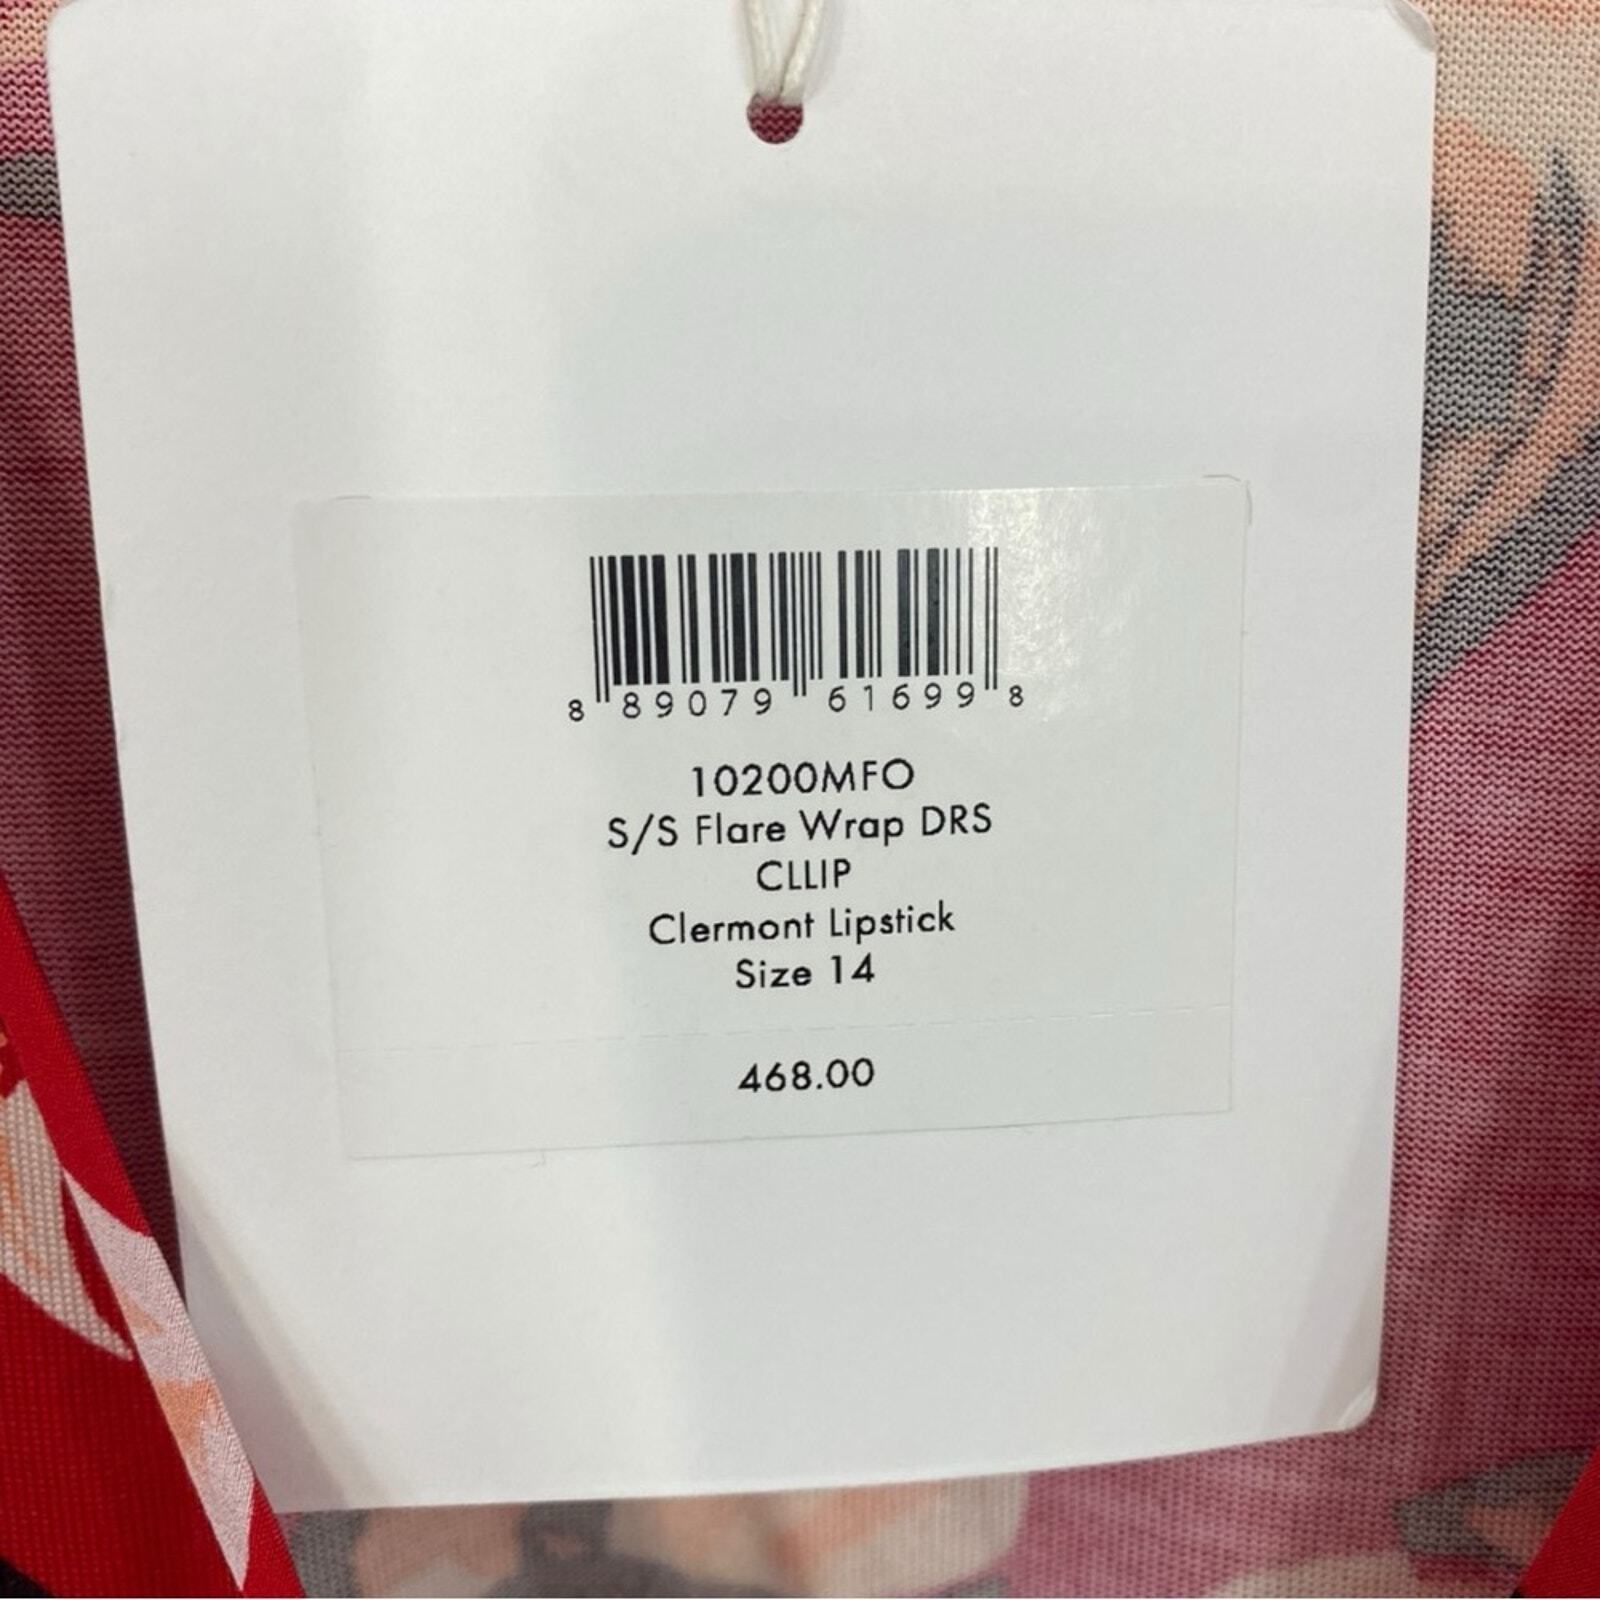 8 89079 61699 8
10200MFO
S/S Flare Wrap DRS
CLLIP
Clermont Lipstick
Size 14
468.00